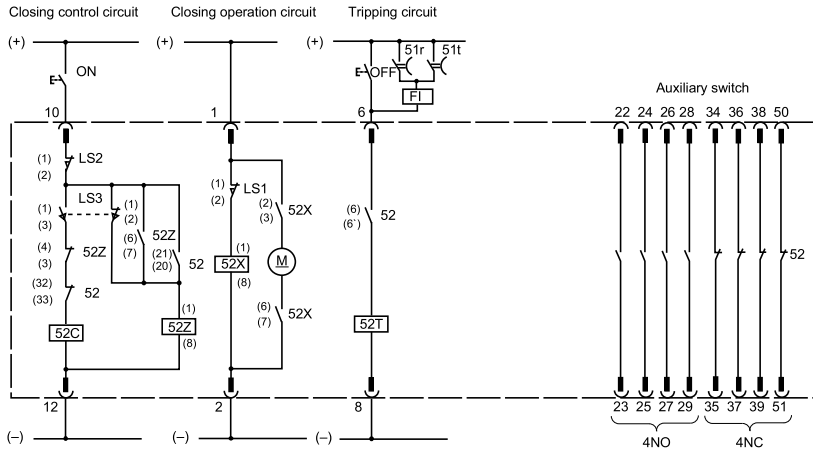 Closing control circuit Closing operation circuit Tripping circuit
(+) (+) (+)
51r 51t
ON OFF
FI
Auxiliary switch
10 1 6 22 24 26 28 34 36 38 50
(1) LS2
(2)
LS3
(1) (1)
(3) (2)
(6) 52Z
(7)
(21) 52
(20)
(4) 52Z
(3)
(32) 52
(33)
52C
(1)
52Z
(8)
(1) LS1
(2)
(2) 52X
(3)
(1)
52X
(8)
M
(6) 52X
(7)
(6) 52
(6`)
52T
52
12 2 8 23 25 27 29 35 37 39 51
(–) (–) (–)
4NO 4NC